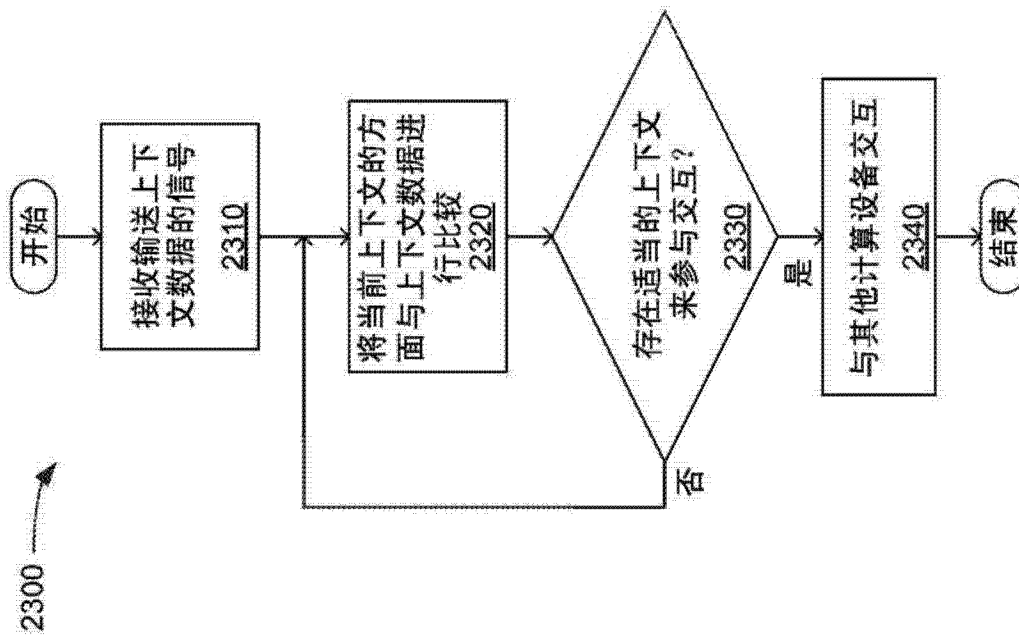 2300
开始
接收输送上下
文数据的信号
2310
将当前上下文的方
面与上下文数据进
行比较
2320
存在适当的上下文
来参与交互？
2330
否
是
与其他计算设备交互
2340
结束